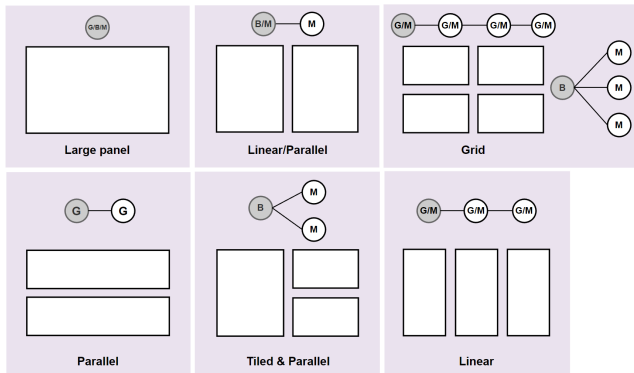 G/B/M
Large panel
B/M M
Linear/Parallel
G/M G/M G/M G/M
M
B M
M
Grid
G G
Parallel
M
B
M
Tiled & Parallel
G/M G/M G/M
Linear